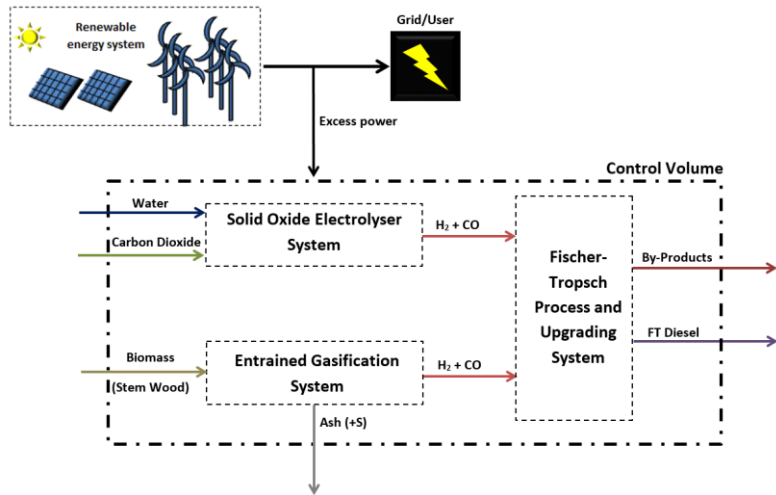 Renewable
energy system
Grid/User
Excess power
Control Volume
Water
Carbon Dioxide
Solid Oxide Electrolyser
System
H₂ + CO
Fischer-
Tropsch
Process and
Upgrading
System
By-Products
FT Diesel
Biomass
(Stem Wood)
Entrained Gasification
System
H₂ + CO
Ash (+S)